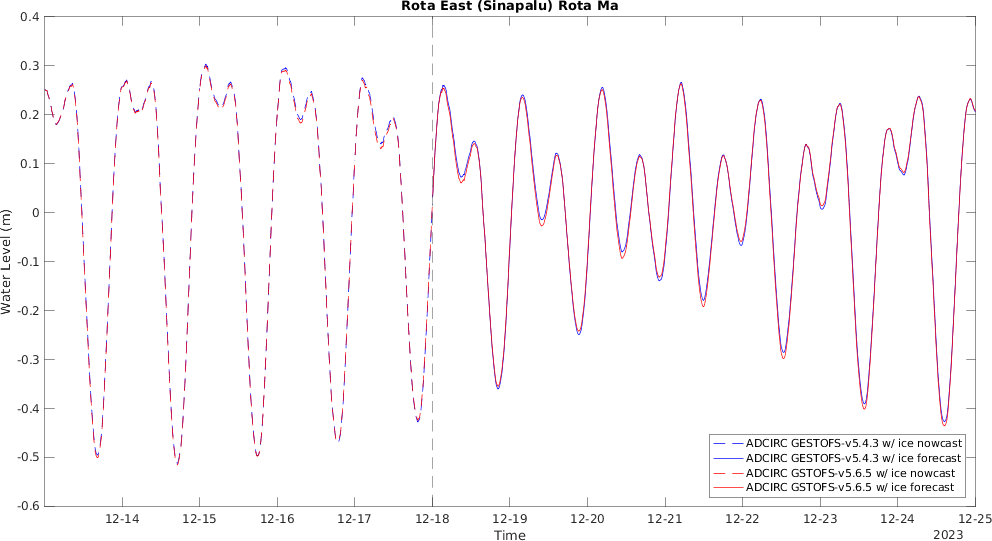 Rota East (Sinapalu) Rota Ma
0.4
0.3
0.2
0.1
0
-0.1
-0.2
-0.3
-0.4
-0.5
-0.6
Water Level (m)
ADCIRC GESTOFS-v5.4.3 w/ ice nowcast
ADCIRC GESTOFS-v5.4.3 w/ ice forecast
ADCIRC GSTOFS-v5.6.5 w/ ice nowcast
ADCIRC GSTOFS-v5.6.5 w/ ice forecast
12-14 12-15 12-16 12-17 12-18 12-19 12-20 12-21 12-22 12-23 12-24 12-25
Time 2023